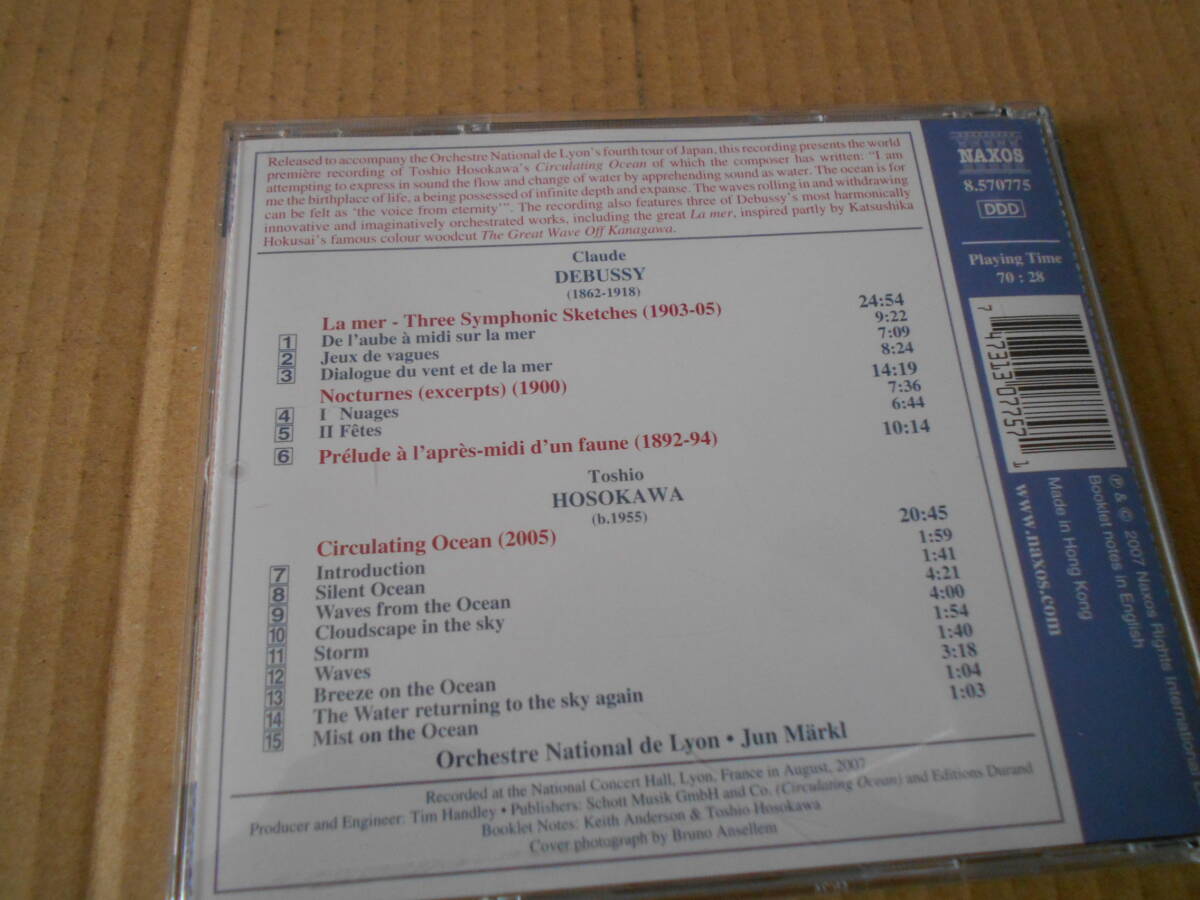 Released to accompany the Orchestre National de Lyon's fourth tour of Japan, this recording presents the world
première recording of Toshio Hosokawa's Circulating Ocean of which the composer has written: "I am
attempting to express in sound the flow and change of water by apprehending sound as water. The ocean is for
me the birthplace of life, a being possessed of infinite depth and expanse. The waves rolling in and withdrawing
can be felt as 'the voice from eternity'". The recording also features three of Debussy's most harmonically
innovative and imaginatively orchestrated works, including the great La mer, inspired partly by Katsushika
Hokusai's famous colour woodcut The Great Wave Off Kanagawa.
Claude
DEBUSSY
(1862-1918)
La mer - Three Symphonic Sketches (1903-05) 24:54
1 De l'aube à midi sur la mer 9:22
2 Jeux de vagues 7:09
3 Dialogue du vent et de la mer 8:24
Nocturnes (excerpts) (1900) 14:19
4 I Nuages 7:36
5 II Fêtes 6:44
6 Prélude à l'après-midi d'un faune (1892-94) 10:14
Toshio
HOSOKAWA
(b.1955)
Circulating Ocean (2005) 20:45
7 Introduction 1:59
8 Silent Ocean 1:41
9 Waves from the Ocean 4:21
10 Cloudscape in the sky 4:00
11 Storm 1:54
12 Waves 1:40
13 Breeze on the Ocean 3:18
14 The Water returning to the sky again 1:04
15 Mist on the Ocean 1:03
Orchestre National de Lyon • Jun Märkl
Recorded at the National Concert Hall, Lyon, France in August, 2007
Producer and Engineer: Tim Handley • Publishers: Schott Musik GmbH and Co. (Circulating Ocean) and Editions Durand
Booklet Notes: Keith Anderson & Toshio Hosokawa
Cover photograph by Bruno Ansellem
NAXOS
8.570775
DDD
Playing Time
70 : 28
7 47313 07757 1
www.naxos.com
Made in Hong Kong
Booklet notes in English
℗ & © 2007 Naxos Rights International